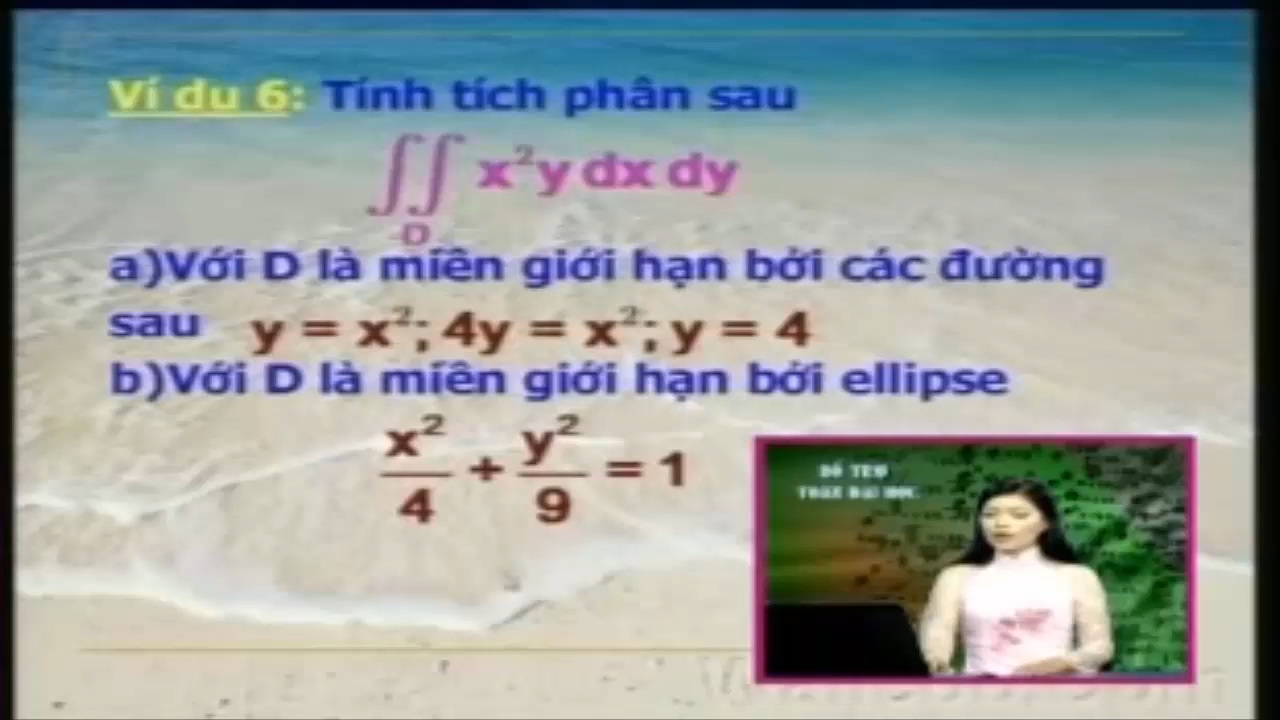 Ví dụ 6: Tính tích phân sau
∬ x²y dx dy
D
a)Với D là miền giới hạn bởi các đường
sau y = x²; 4y = x²; y = 4
b)Với D là miền giới hạn bởi ellipse
x²/4 + y²/9 = 1